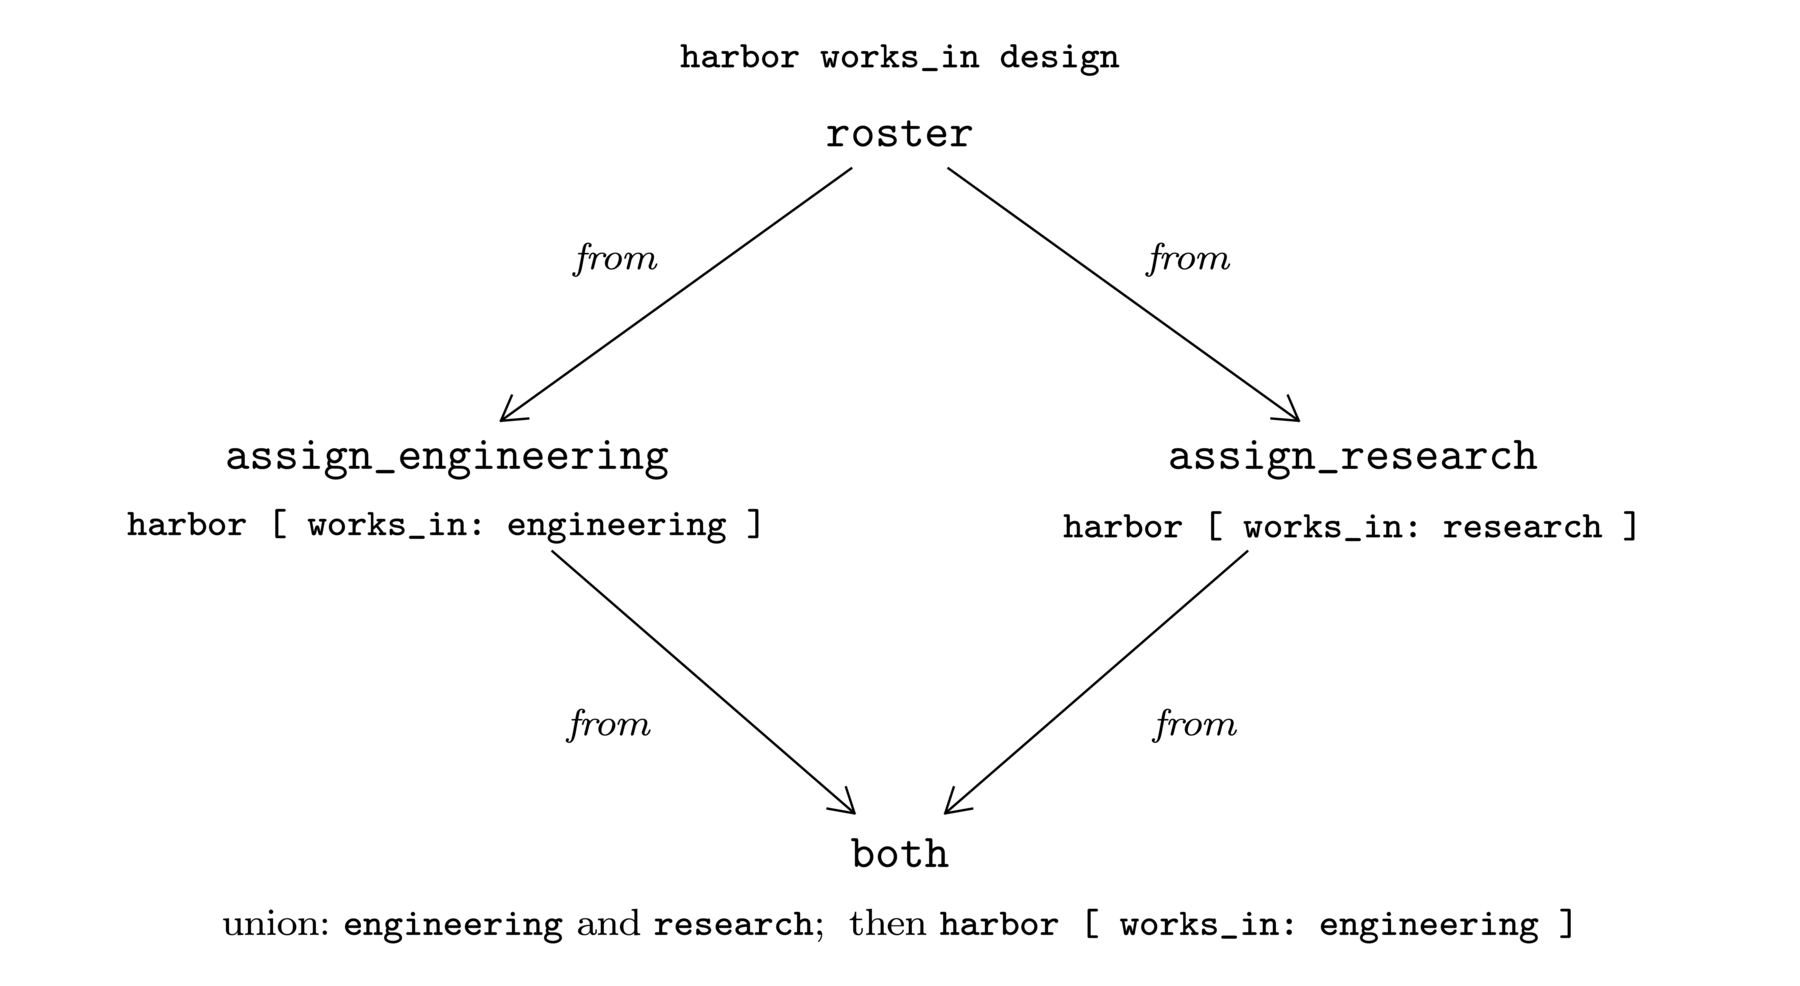 harbor works_in design
roster
from from
assign_engineering assign_research
harbor [ works_in: engineering ] harbor [ works_in: research ]
from from
both
union: engineering and research; then harbor [ works_in: engineering ]